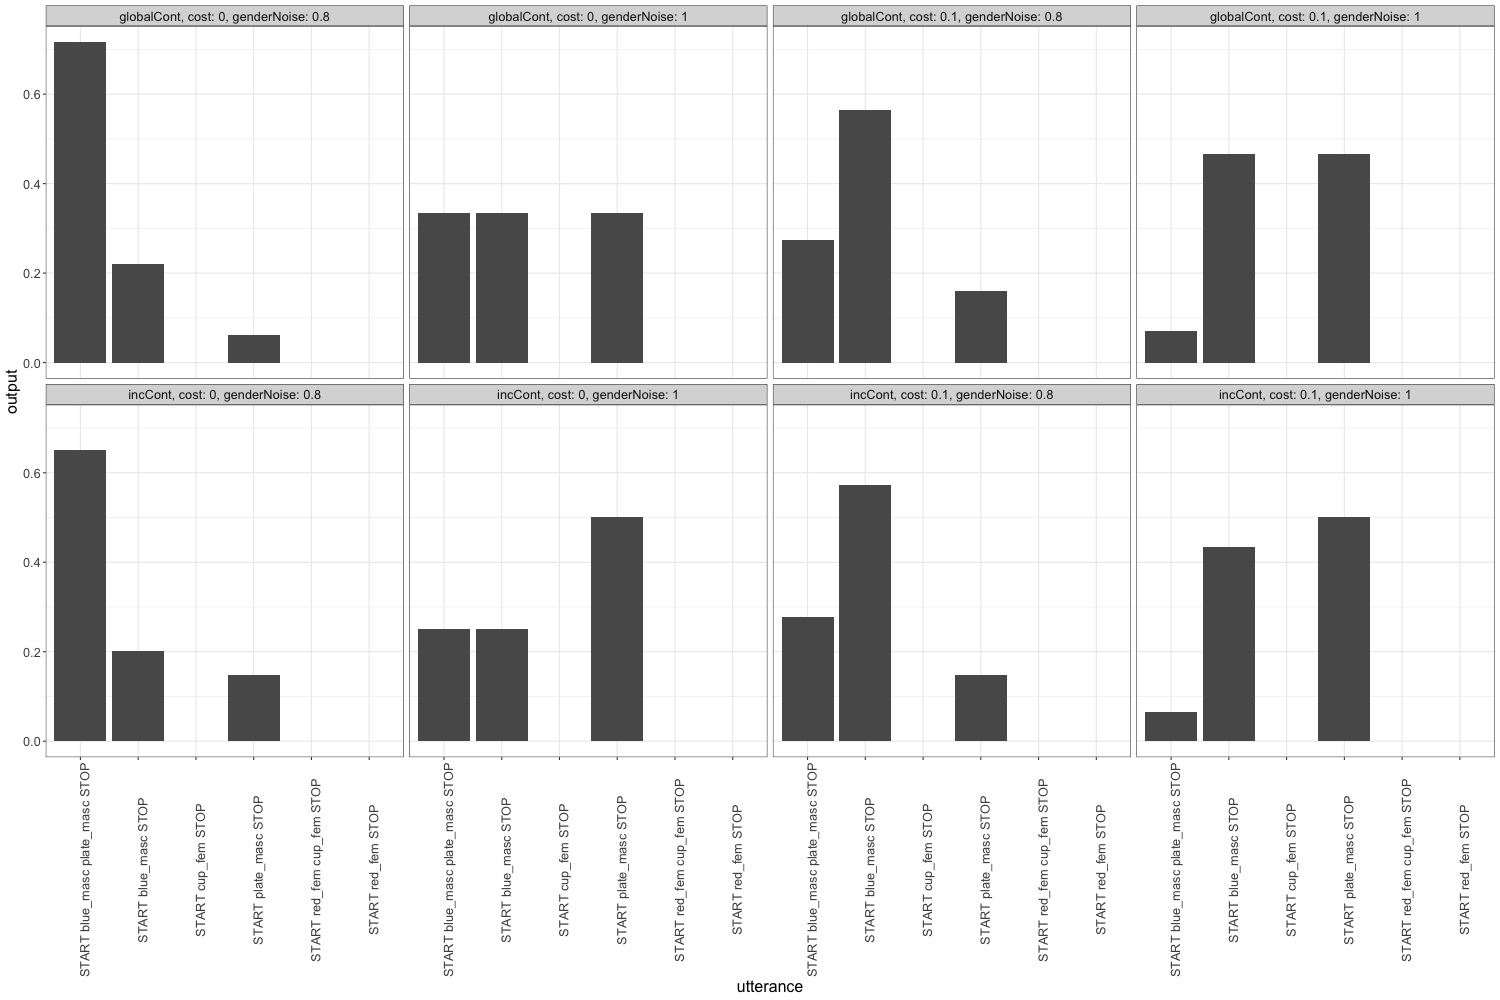 globalCont, cost: 0, genderNoise: 0.8
globalCont, cost: 0, genderNoise: 1
globalCont, cost: 0.1, genderNoise: 0.8
globalCont, cost: 0.1, genderNoise: 1
0.6
0.4
0.2
0.0
output
incCont, cost: 0, genderNoise: 0.8
incCont, cost: 0, genderNoise: 1
incCont, cost: 0.1, genderNoise: 0.8
incCont, cost: 0.1, genderNoise: 1
0.6
0.4
0.2
0.0
START blue_masc plate_masc STOP
START blue_masc STOP
START cup_fem STOP
START plate_masc STOP
START red_fem cup_fem STOP
START red_fem STOP
START blue_masc plate_masc STOP
START blue_masc STOP
START cup_fem STOP
START plate_masc STOP
START red_fem cup_fem STOP
START red_fem STOP
START blue_masc plate_masc STOP
START blue_masc STOP
START cup_fem STOP
START plate_masc STOP
START red_fem cup_fem STOP
START red_fem STOP
START blue_masc plate_masc STOP
START blue_masc STOP
START cup_fem STOP
START plate_masc STOP
START red_fem cup_fem STOP
START red_fem STOP
utterance